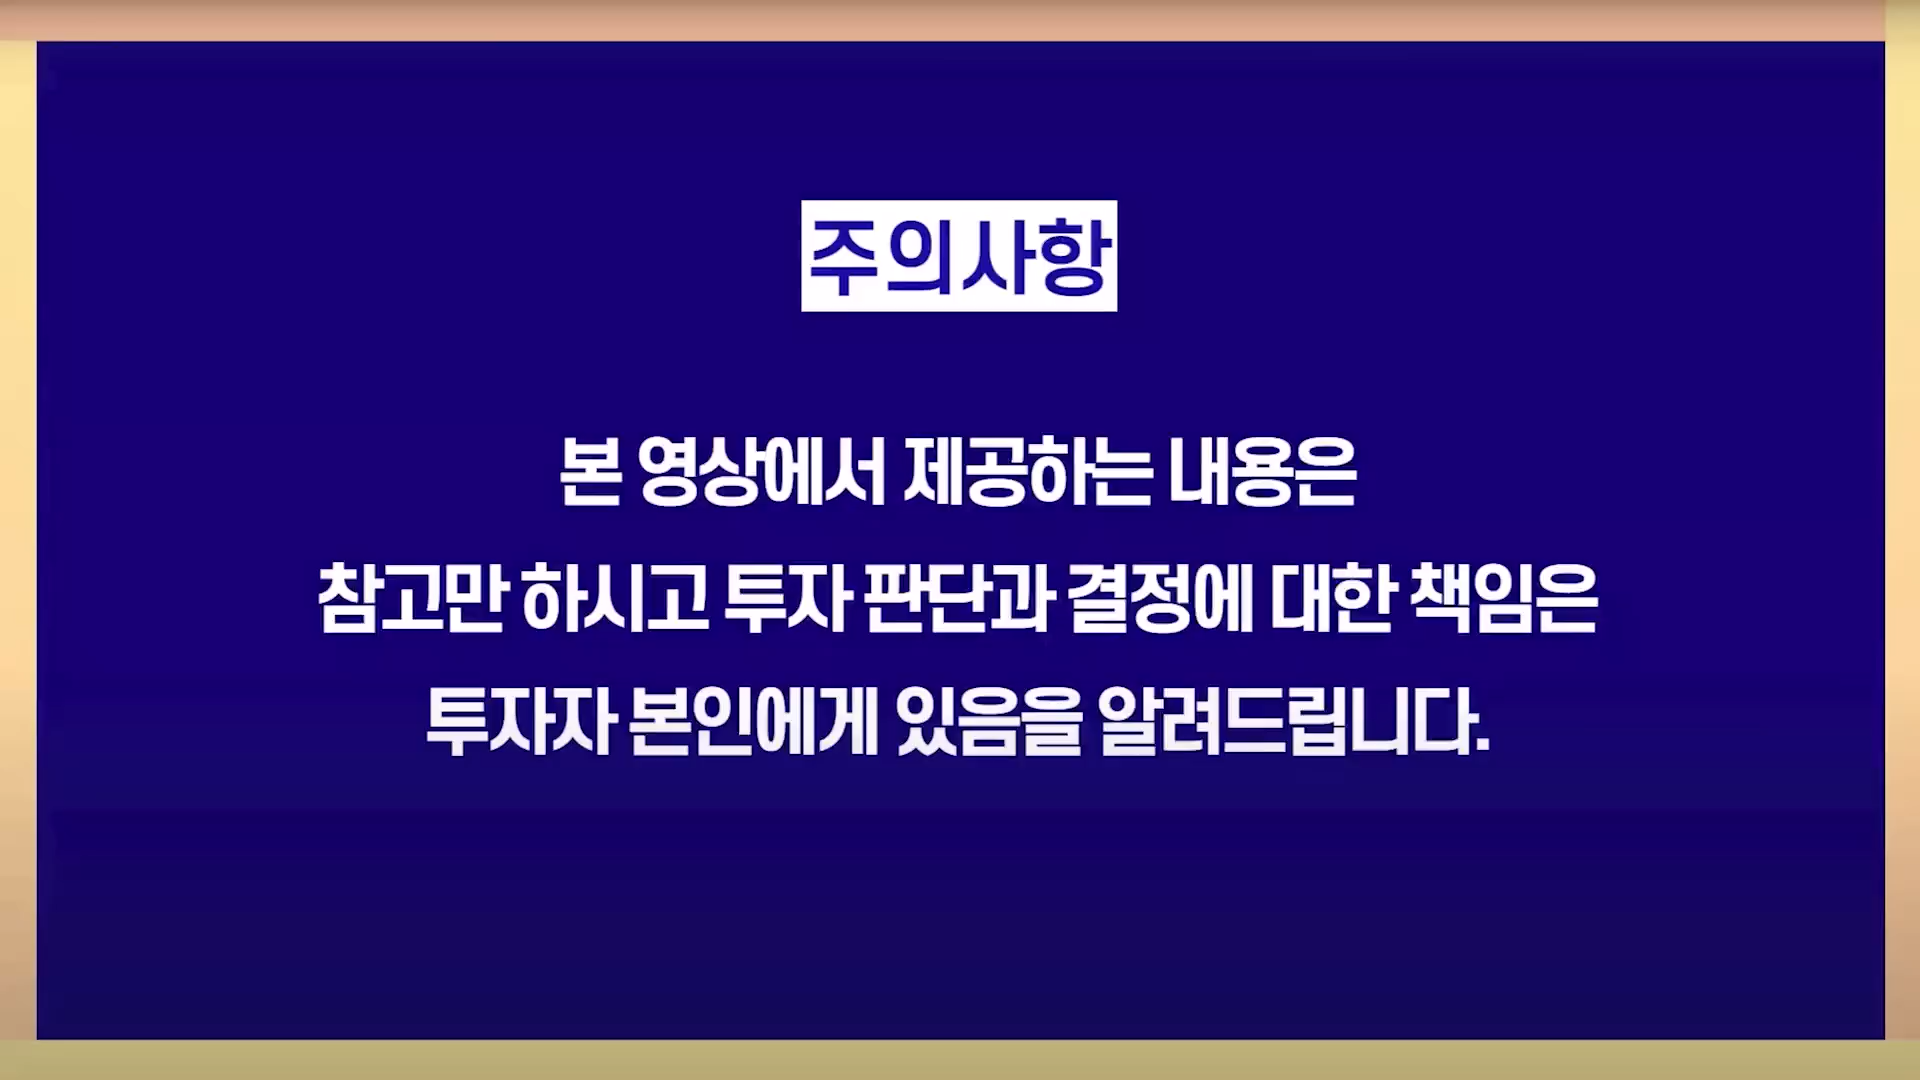 주의사항
본 영상에서 제공하는 내용은
참고만 하시고 투자 판단과 결정에 대한 책임은
투자자 본인에게 있음을 알려드립니다.